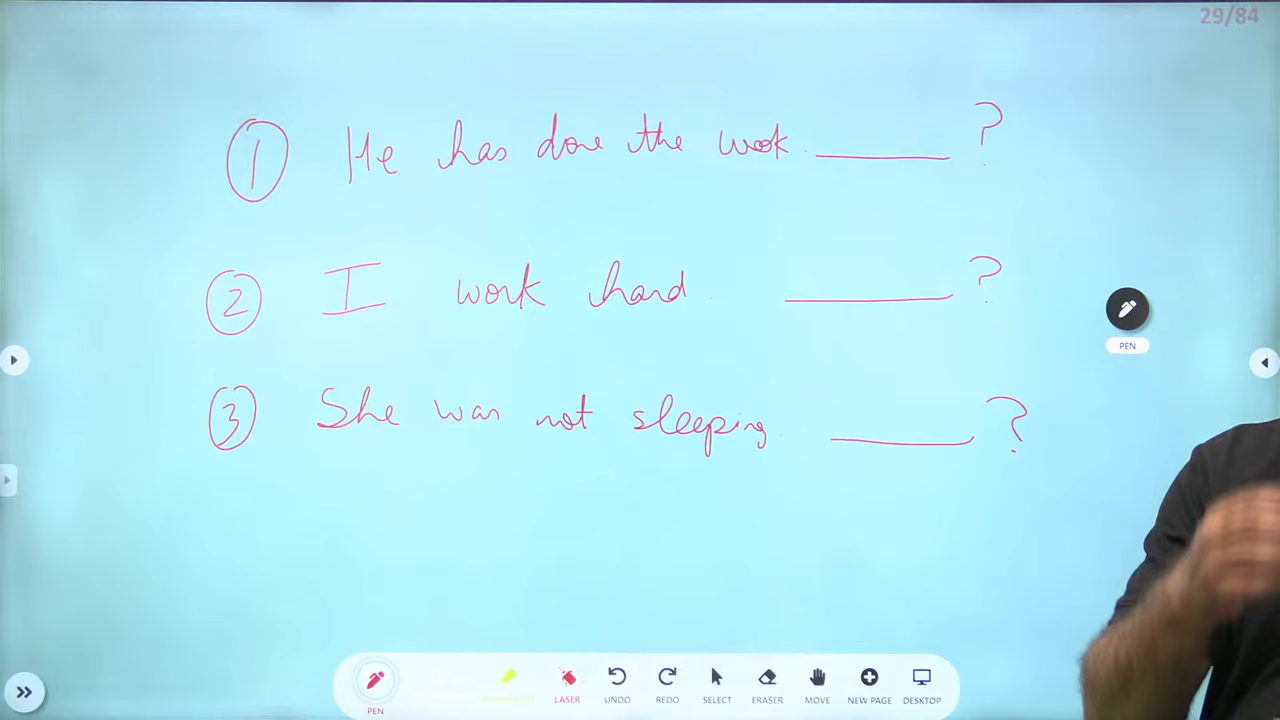 29/84
1 He has done the work. ______ ?
2 I work hard. ______ ?
3 She was not sleeping. ______ ?
PEN
PEN
LASER
UNDO
REDO
SELECT
ERASER
MOVE
NEW PAGE
DESKTOP